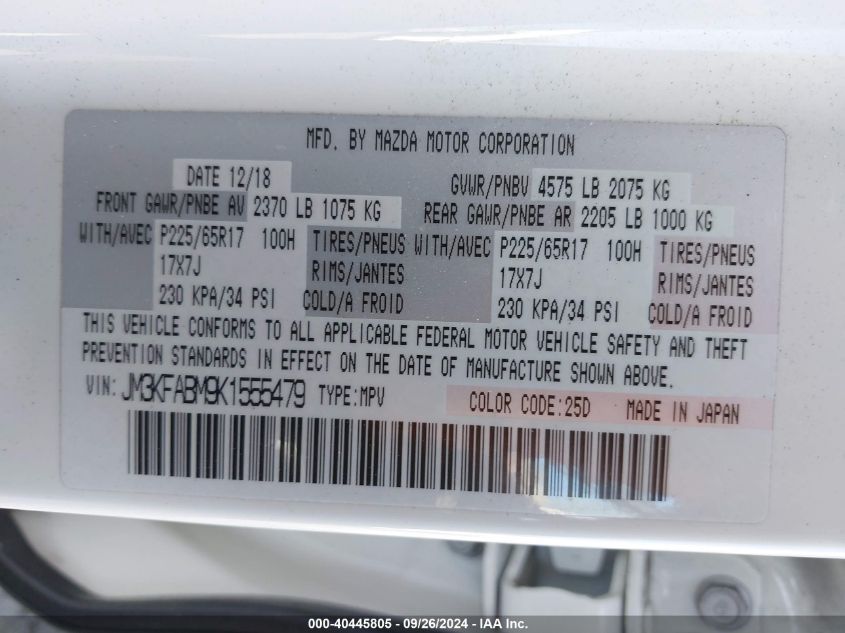 MFD. BY MAZDA MOTOR CORPORATION
DATE 12/18 GVWR/PNBV 4575 LB 2075 KG
FRONT GAWR/PNBE AV 2370 LB 1075 KG REAR GAWR/PNBE AR 2205 LB 1000 KG
WITH/AVEC P225/65R17 100H TIRES/PNEUS WITH/AVEC P225/65R17 100H TIRES/PNEUS
17X7J RIMS/JANTES 17X7J RIMS/JANTES
230 KPA/34 PSI COLD/A FROID 230 KPA/34 PSI COLD/A FROID
THIS VEHICLE CONFORMS TO ALL APPLICABLE FEDERAL MOTOR VEHICLE SAFETY AND THEFT
PREVENTION STANDARDS IN EFFECT ON THE DATE OF MANUFACTURE SHOWN ABOVE.
VIN: JM3KFABM9K1555479 TYPE:MPV COLOR CODE:25D MADE IN JAPAN
000-40445805 - 09/26/2024 - IAA Inc.